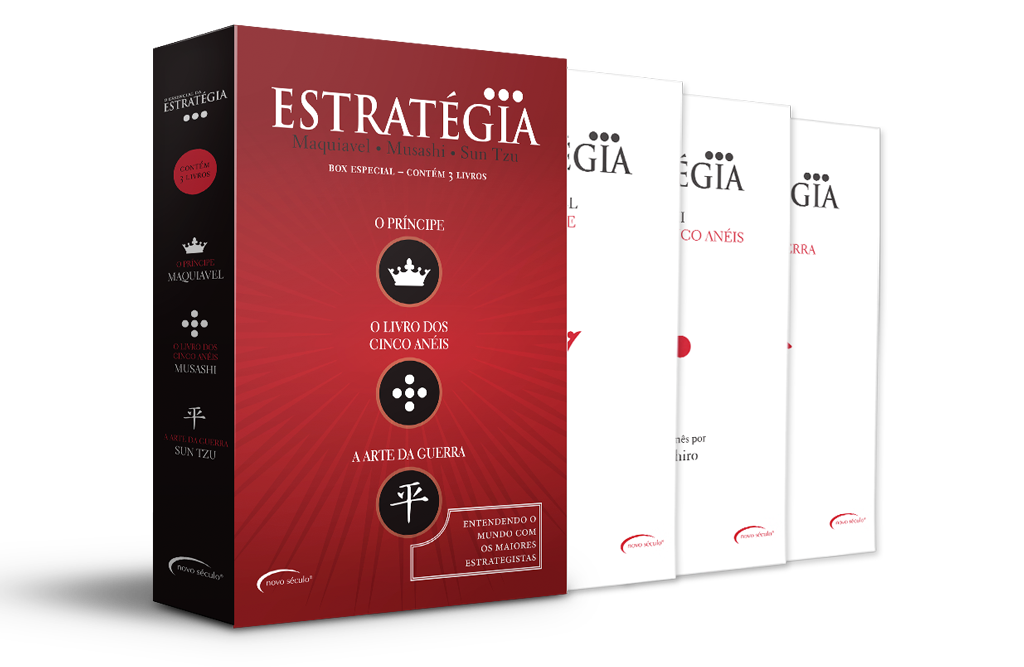 O ESSENCIAL DA
ESTRATÉGIA
CONTÉM
3 LIVROS
O PRÍNCIPE
MAQUIAVEL
O LIVRO DOS
CINCO ANÉIS
MUSASHI
平
A ARTE DA GUERRA
SUN TZU
novo século®
ESTRATÉGIA
Maquiavel • Musashi • Sun Tzu
BOX ESPECIAL – CONTÉM 3 LIVROS
O PRÍNCIPE
O LIVRO DOS
CINCO ANÉIS
A ARTE DA GUERRA
平
ENTENDENDO O
MUNDO COM
OS MAIORES
ESTRATEGISTAS
novo século®
ÉGIA
L
E
novo século®
ÉGIA
I
CO ANÉIS
nês por
hiro
novo século®
GIA
ERRA
novo século®